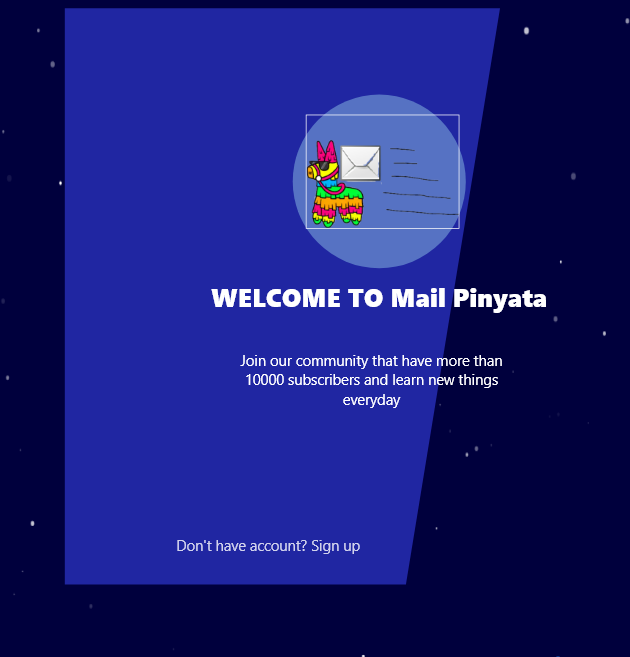 WELCOME TO Mail Pinyata
Join our community that have more than
10000 subscribers and learn new things
everyday
Don't have account? Sign up